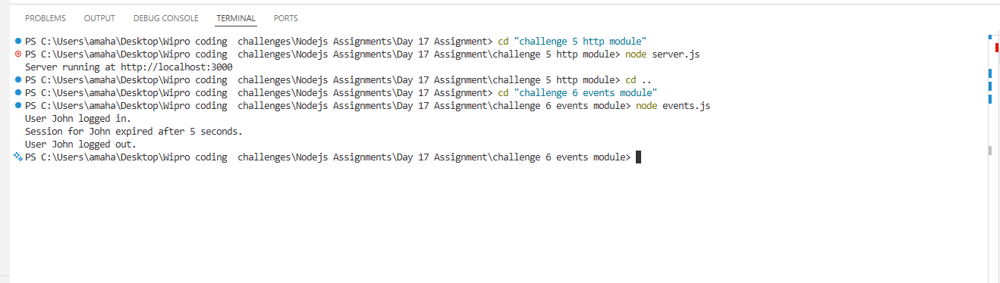 PROBLEMS OUTPUT DEBUG CONSOLE TERMINAL PORTS
PS C:\Users\amaha\Desktop\Wipro coding  challenges\Nodejs Assignments\Day 17 Assignment> cd "challenge 5 http module"
PS C:\Users\amaha\Desktop\Wipro coding  challenges\Nodejs Assignments\Day 17 Assignment\challenge 5 http module> node server.js
Server running at http://localhost:3000
PS C:\Users\amaha\Desktop\Wipro coding  challenges\Nodejs Assignments\Day 17 Assignment\challenge 5 http module> cd ..
PS C:\Users\amaha\Desktop\Wipro coding  challenges\Nodejs Assignments\Day 17 Assignment> cd "challenge 6 events module"
PS C:\Users\amaha\Desktop\Wipro coding  challenges\Nodejs Assignments\Day 17 Assignment\challenge 6 events module> node events.js
User John logged in.
Session for John expired after 5 seconds.
User John logged out.
PS C:\Users\amaha\Desktop\Wipro coding  challenges\Nodejs Assignments\Day 17 Assignment\challenge 6 events module>